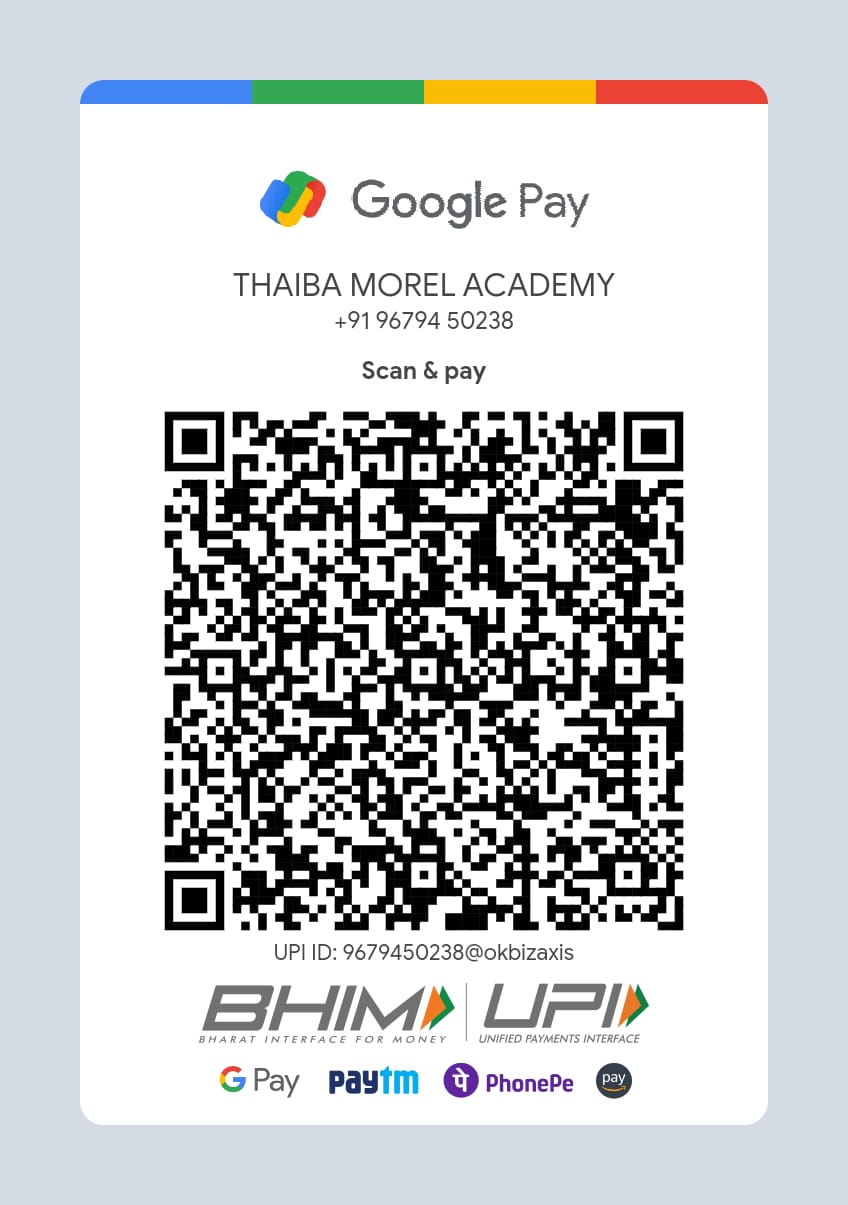 Google Pay
THAIBA MOREL ACADEMY
+91 96794 50238
Scan & pay
UPI ID: 9679450238@okbizaxis
BHIM UPI
BHARAT INTERFACE FOR MONEY UNIFIED PAYMENTS INTERFACE
G Pay paytm पे PhonePe pay